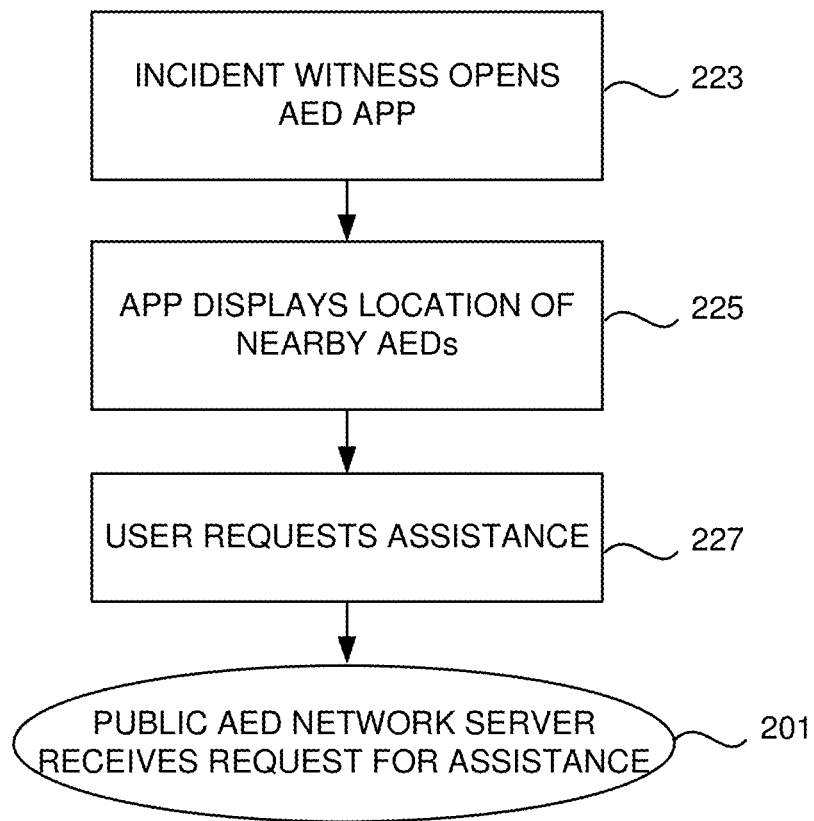 INCIDENT WITNESS OPENS
AED APP
223
APP DISPLAYS LOCATION OF
NEARBY AEDs
225
USER REQUESTS ASSISTANCE
227
PUBLIC AED NETWORK SERVER
RECEIVES REQUEST FOR ASSISTANCE
201